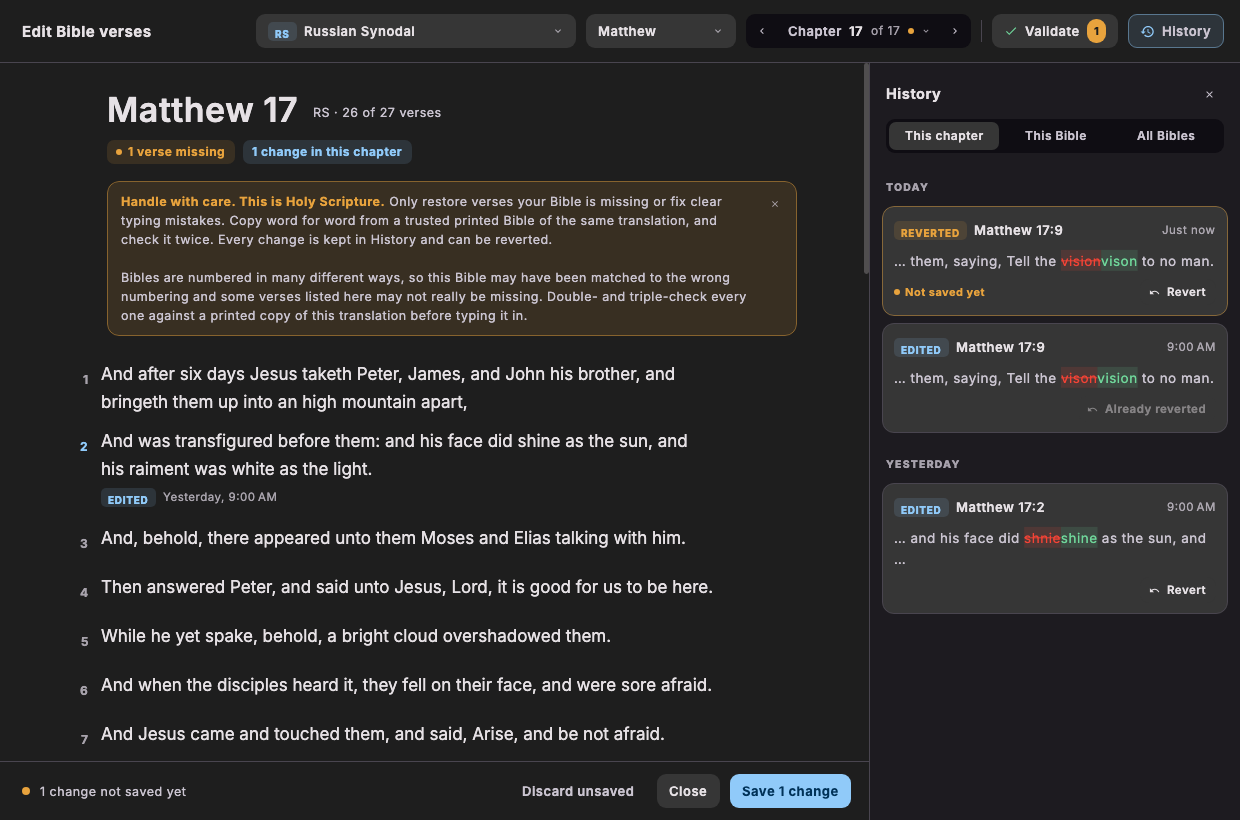 Edit Bible verses
RS Russian Synodal
Matthew
Chapter 17 of 17
Validate 1
History
Matthew 17 RS · 26 of 27 verses
1 verse missing 1 change in this chapter
Handle with care. This is Holy Scripture. Only restore verses your Bible is missing or fix clear
typing mistakes. Copy word for word from a trusted printed Bible of the same translation, and
check it twice. Every change is kept in History and can be reverted.
Bibles are numbered in many different ways, so this Bible may have been matched to the wrong
numbering and some verses listed here may not really be missing. Double- and triple-check every
one against a printed copy of this translation before typing it in.
1 And after six days Jesus taketh Peter, James, and John his brother, and
bringeth them up into an high mountain apart,
2 And was transfigured before them: and his face did shine as the sun, and
his raiment was white as the light.
EDITED Yesterday, 9:00 AM
3 And, behold, there appeared unto them Moses and Elias talking with him.
4 Then answered Peter, and said unto Jesus, Lord, it is good for us to be here.
5 While he yet spake, behold, a bright cloud overshadowed them.
6 And when the disciples heard it, they fell on their face, and were sore afraid.
7 And Jesus came and touched them, and said, Arise, and be not afraid.
1 change not saved yet
Discard unsaved
Close
Save 1 change
History
This chapter This Bible All Bibles
TODAY
REVERTED Matthew 17:9 Just now
... them, saying, Tell the visionvison to no man.
Not saved yet Revert
EDITED Matthew 17:9 9:00 AM
... them, saying, Tell the visonvision to no man.
Already reverted
YESTERDAY
EDITED Matthew 17:2 9:00 AM
... and his face did shnieshine as the sun, and
...
Revert